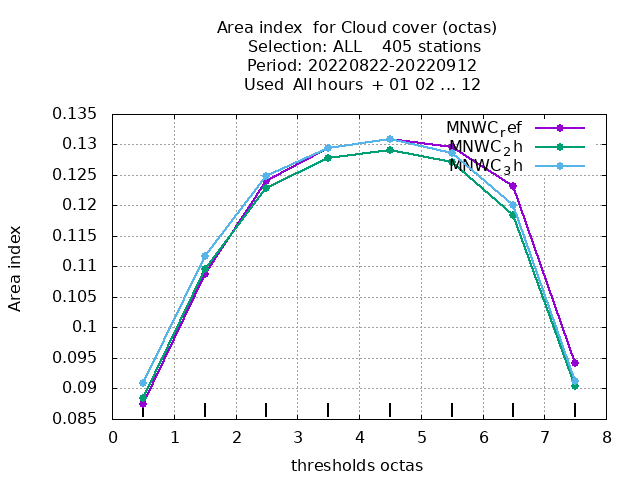 Area index  for Cloud cover (octas)
Selection: ALL    405 stations
Period: 20220822-20220912
Used  All hours  + 01 02 ... 12
MNWC_ref
MNWC_2h
MNWC_3h
0.135
0.13
0.125
0.12
0.115
0.11
0.105
0.1
0.095
0.09
0.085
Area index
0 1 2 3 4 5 6 7 8
thresholds octas